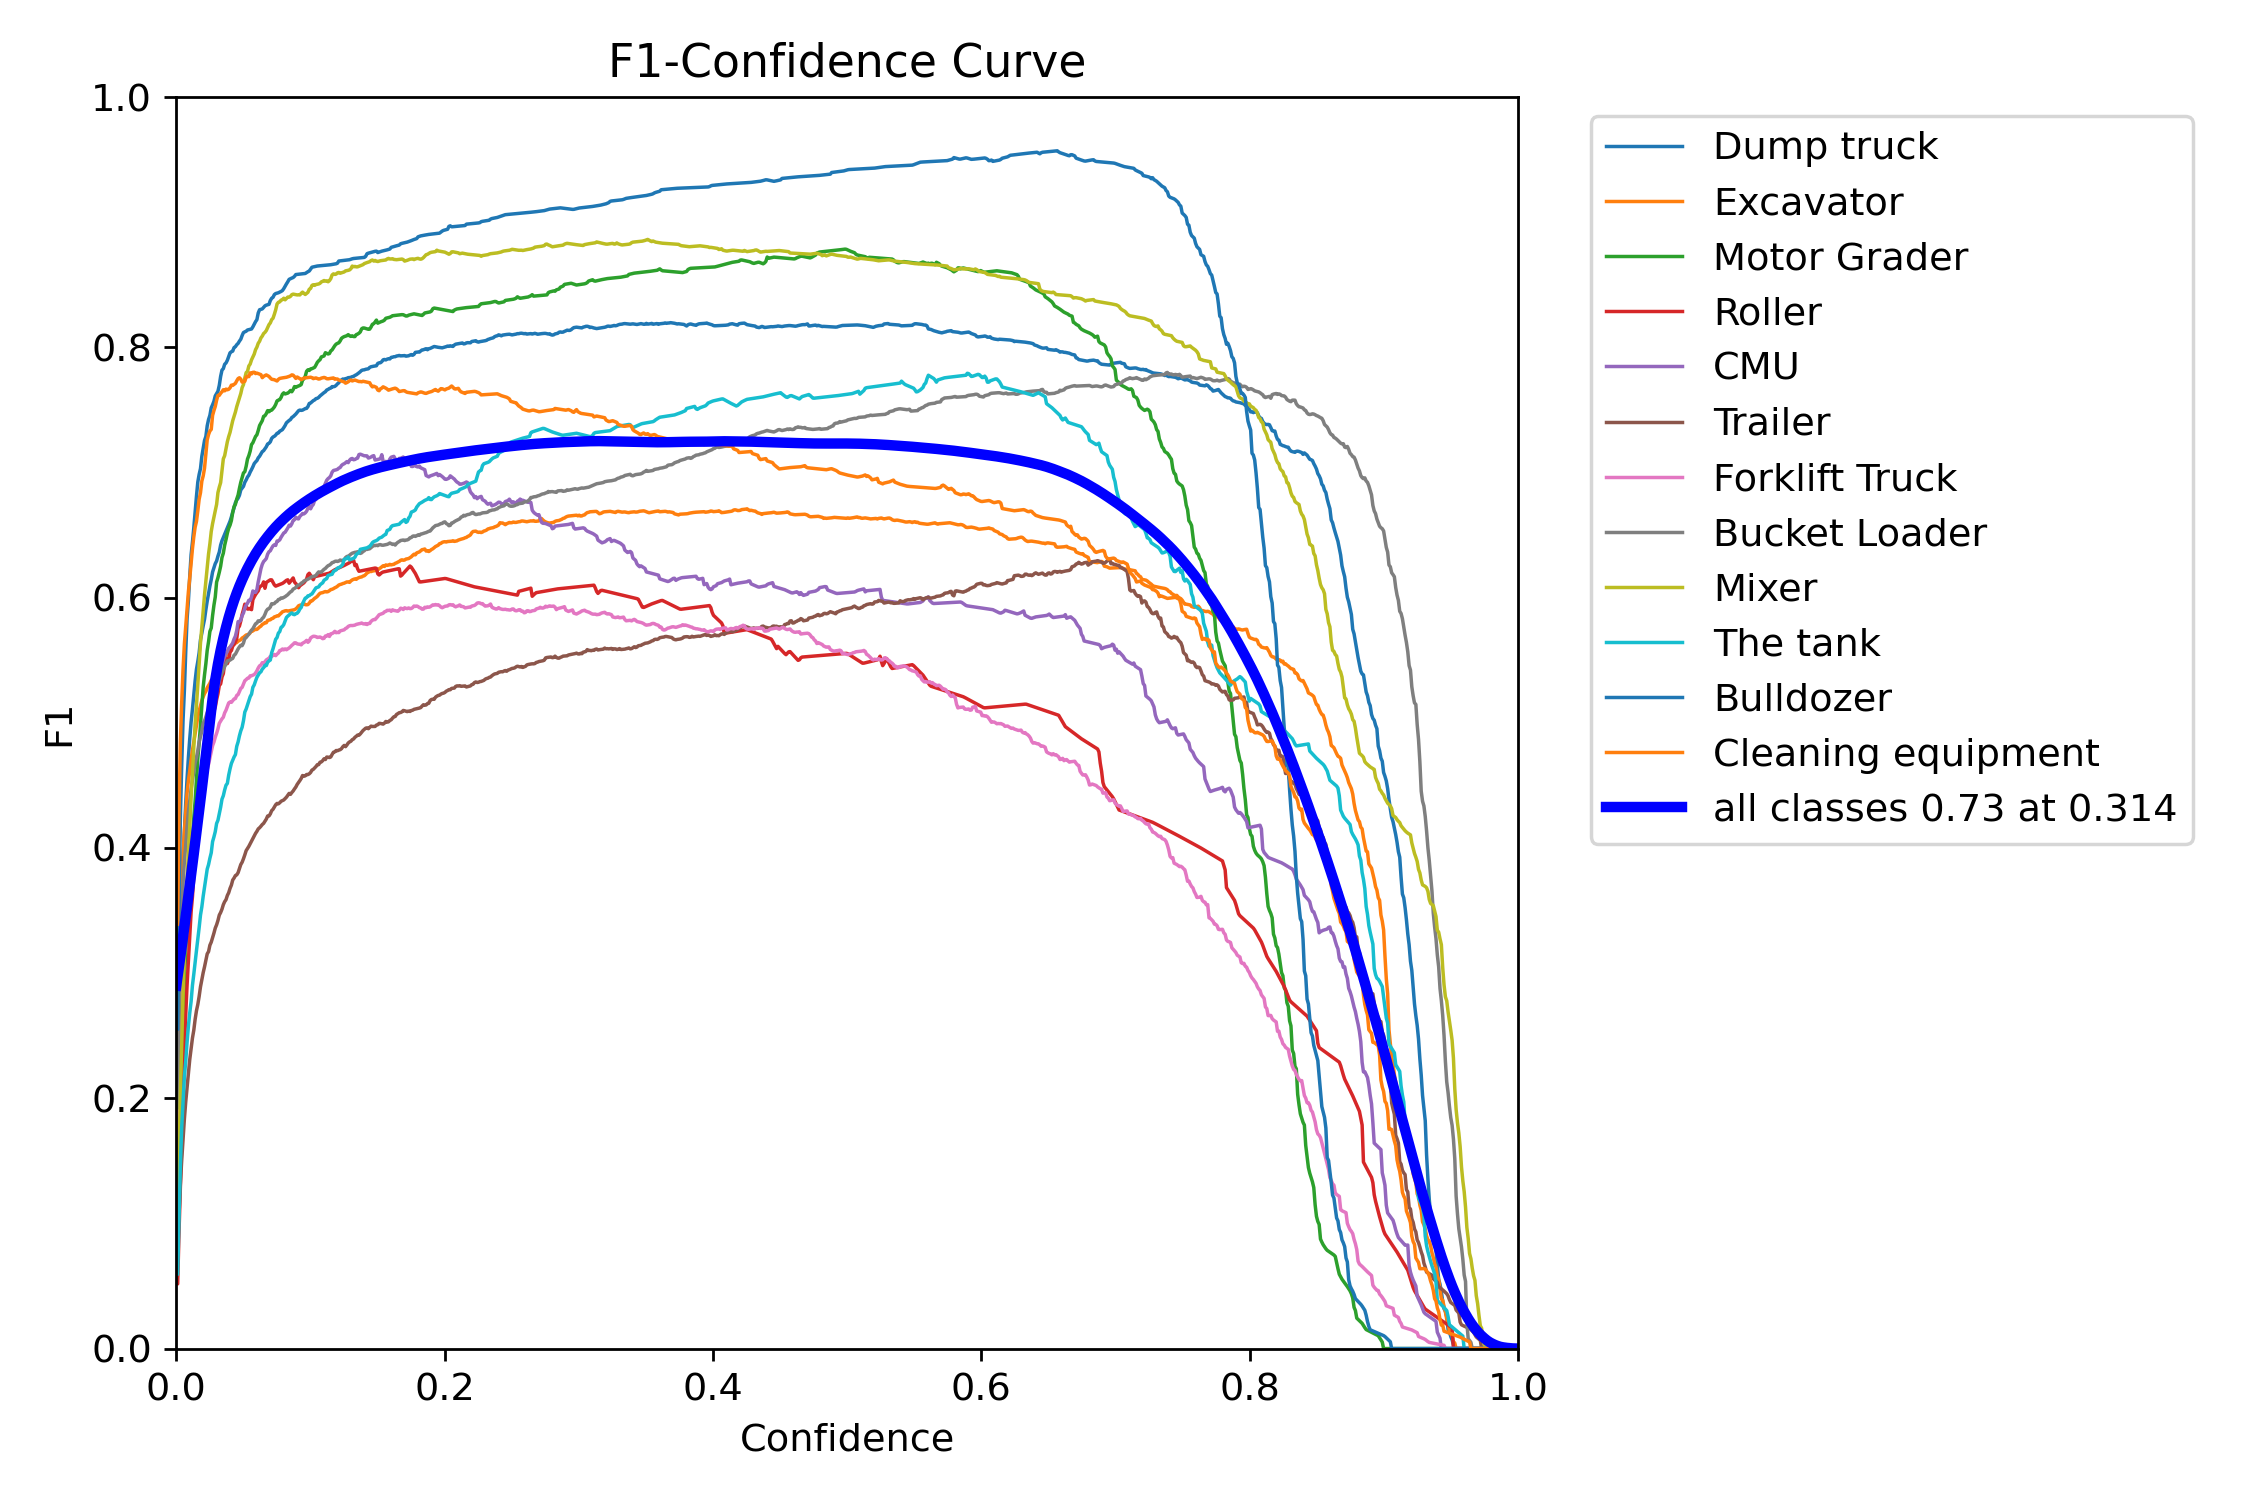 F1-Confidence Curve
1.0
0.8
0.6
0.4
0.2
0.0
F1
0.0 0.2 0.4 0.6 0.8 1.0
Confidence
Dump truck
Excavator
Motor Grader
Roller
CMU
Trailer
Forklift Truck
Bucket Loader
Mixer
The tank
Bulldozer
Cleaning equipment
all classes 0.73 at 0.314